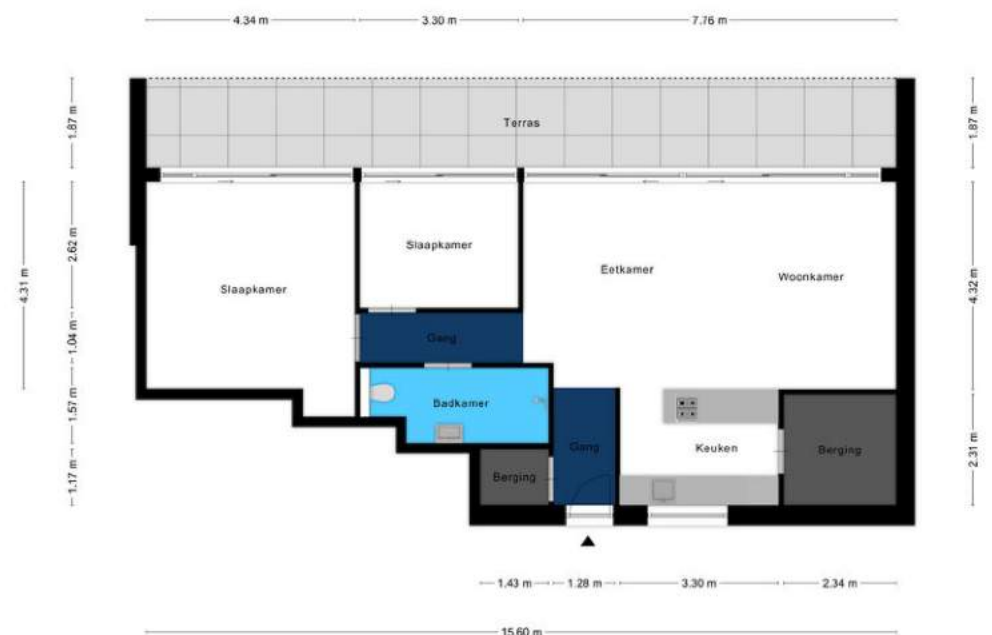 4.34 m
3.30 m
7.76 m
1.87 m
1.87 m
Terras
4.31 m
2.62 m
Slaapkamer
Slaapkamer
Eetkamer
Woonkamer
4.32 m
1.04 m
Gang
1.57 m
Badkamer
1.17 m
Berging
Gang
Keuken
Berging
2.31 m
1.43 m
1.28 m
3.30 m
2.34 m
15.60 m